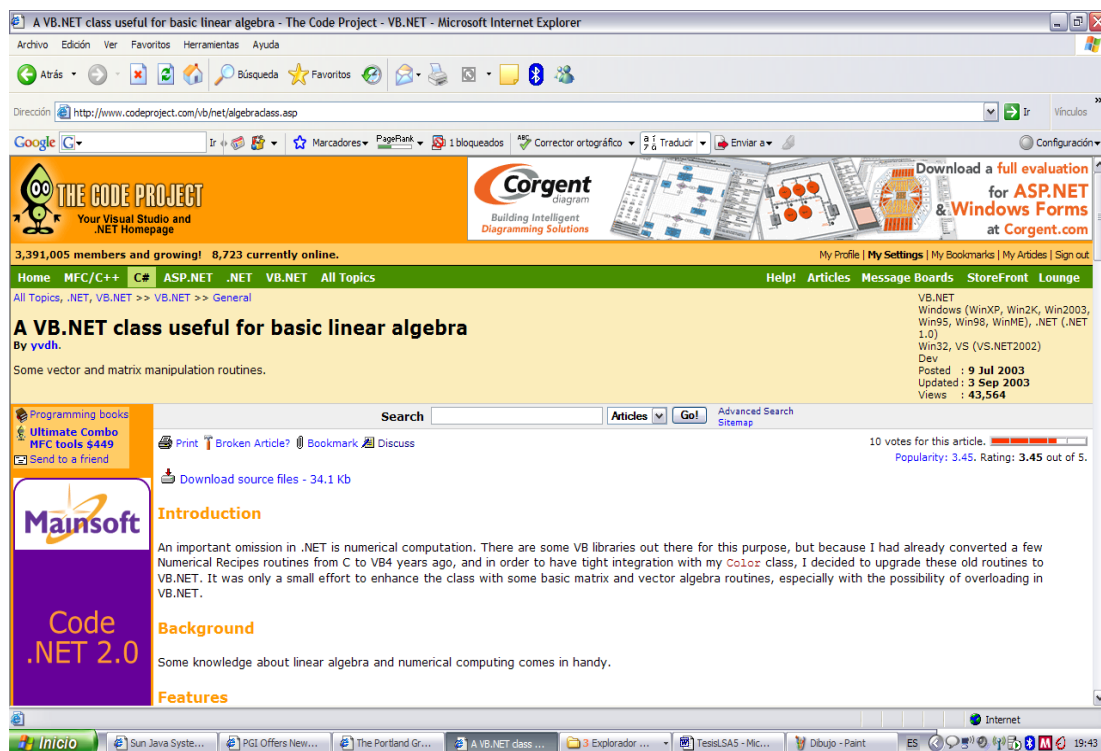 A VB.NET class useful for basic linear algebra - The Code Project - VB.NET - Microsoft Internet Explorer
Archivo Edición Ver Favoritos Herramientas Ayuda
Atrás Búsqueda Favoritos
Dirección http://www.codeproject.com/vb/net/algebraclass.asp Ir Vínculos »
Google G Ir Marcadores PageRank 1 bloqueados ABC Corrector ortográfico Traducir Enviar a Configuración
THE CODE PROJECT
Your Visual Studio and
.NET Homepage
Corgent
diagram
Building Intelligent
Diagramming Solutions
Download a full evaluation
for ASP.NET
& Windows Forms
at Corgent.com
3,391,005 members and growing! 8,723 currently online.
My Profile | My Settings | My Bookmarks | My Articles | Sign out
Home MFC/C++ C# ASP.NET .NET VB.NET All Topics
Help! Articles Message Boards StoreFront Lounge
All Topics, .NET, VB.NET >> VB.NET >> General
A VB.NET class useful for basic linear algebra
By yvdh.
Some vector and matrix manipulation routines.
VB.NET
Windows (WinXP, Win2K, Win2003,
Win95, Win98, WinME), .NET (.NET
1.0)
Win32, VS (VS.NET2002)
Dev
Posted : 9 Jul 2003
Updated : 3 Sep 2003
Views : 43,564
Programming books
Ultimate Combo
MFC tools $449
Send to a friend
Search Articles Go! Advanced Search
Sitemap
Print Broken Article? Bookmark Discuss
10 votes for this article.
Popularity: 3.45. Rating: 3.45 out of 5.
Download source files - 34.1 Kb
Mainsoft
Code
.NET 2.0
Introduction
An important omission in .NET is numerical computation. There are some VB libraries out there for this purpose, but because I had already converted a few
Numerical Recipes routines from C to VB4 years ago, and in order to have tight integration with my Color class, I decided to upgrade these old routines to
VB.NET. It was only a small effort to enhance the class with some basic matrix and vector algebra routines, especially with the possibility of overloading in
VB.NET.
Background
Some knowledge about linear algebra and numerical computing comes in handy.
Features
Internet
Inicio Sun Java Syste... PGI Offers New... The Portland Gr... A VB.NET class ... 3 Explorador ... TesisLSA5 - Mic... Dibujo - Paint ES 19:43